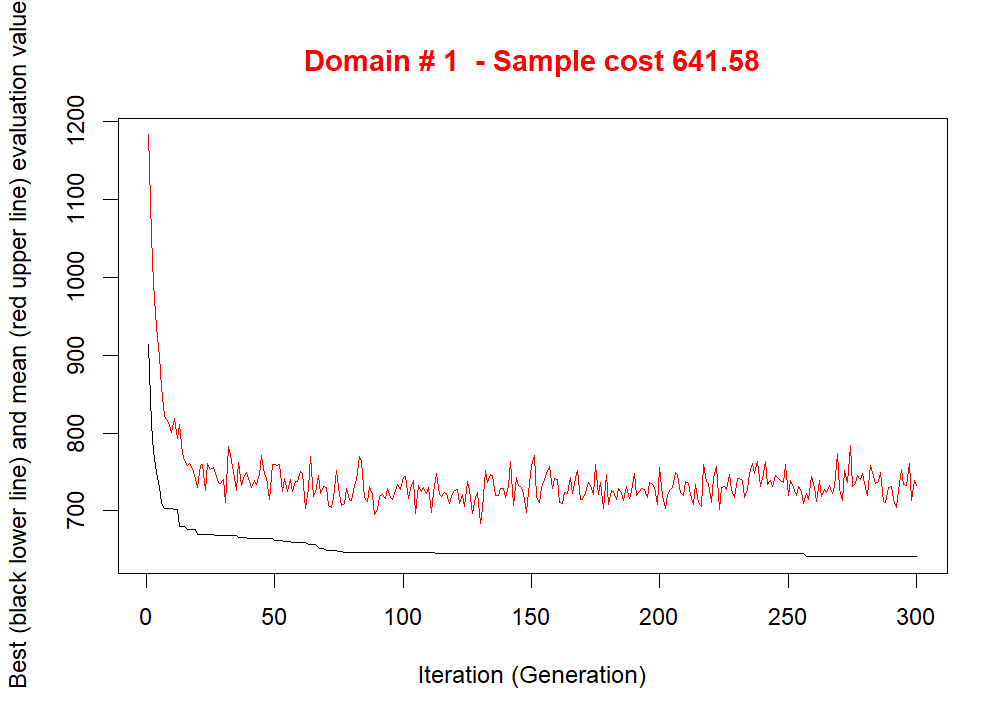 Domain # 1  - Sample cost 641.58
Best (black lower line) and mean (red upper line) evaluation value
1200
1100
1000
900
800
700
0 50 100 150 200 250 300
Iteration (Generation)